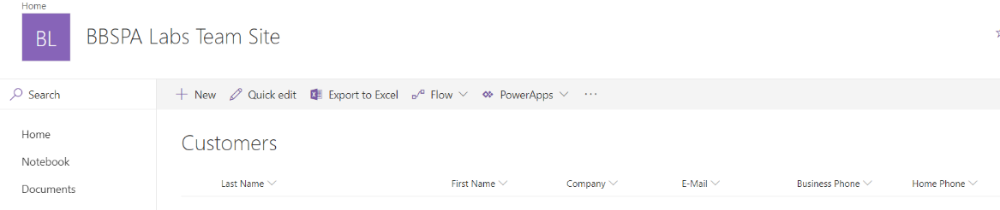 Home
BL
BBSPA Labs Team Site
Search
New Quick edit Export to Excel Flow PowerApps ...
Home
Notebook
Documents
Customers
Last Name First Name Company E-Mail Business Phone Home Phone